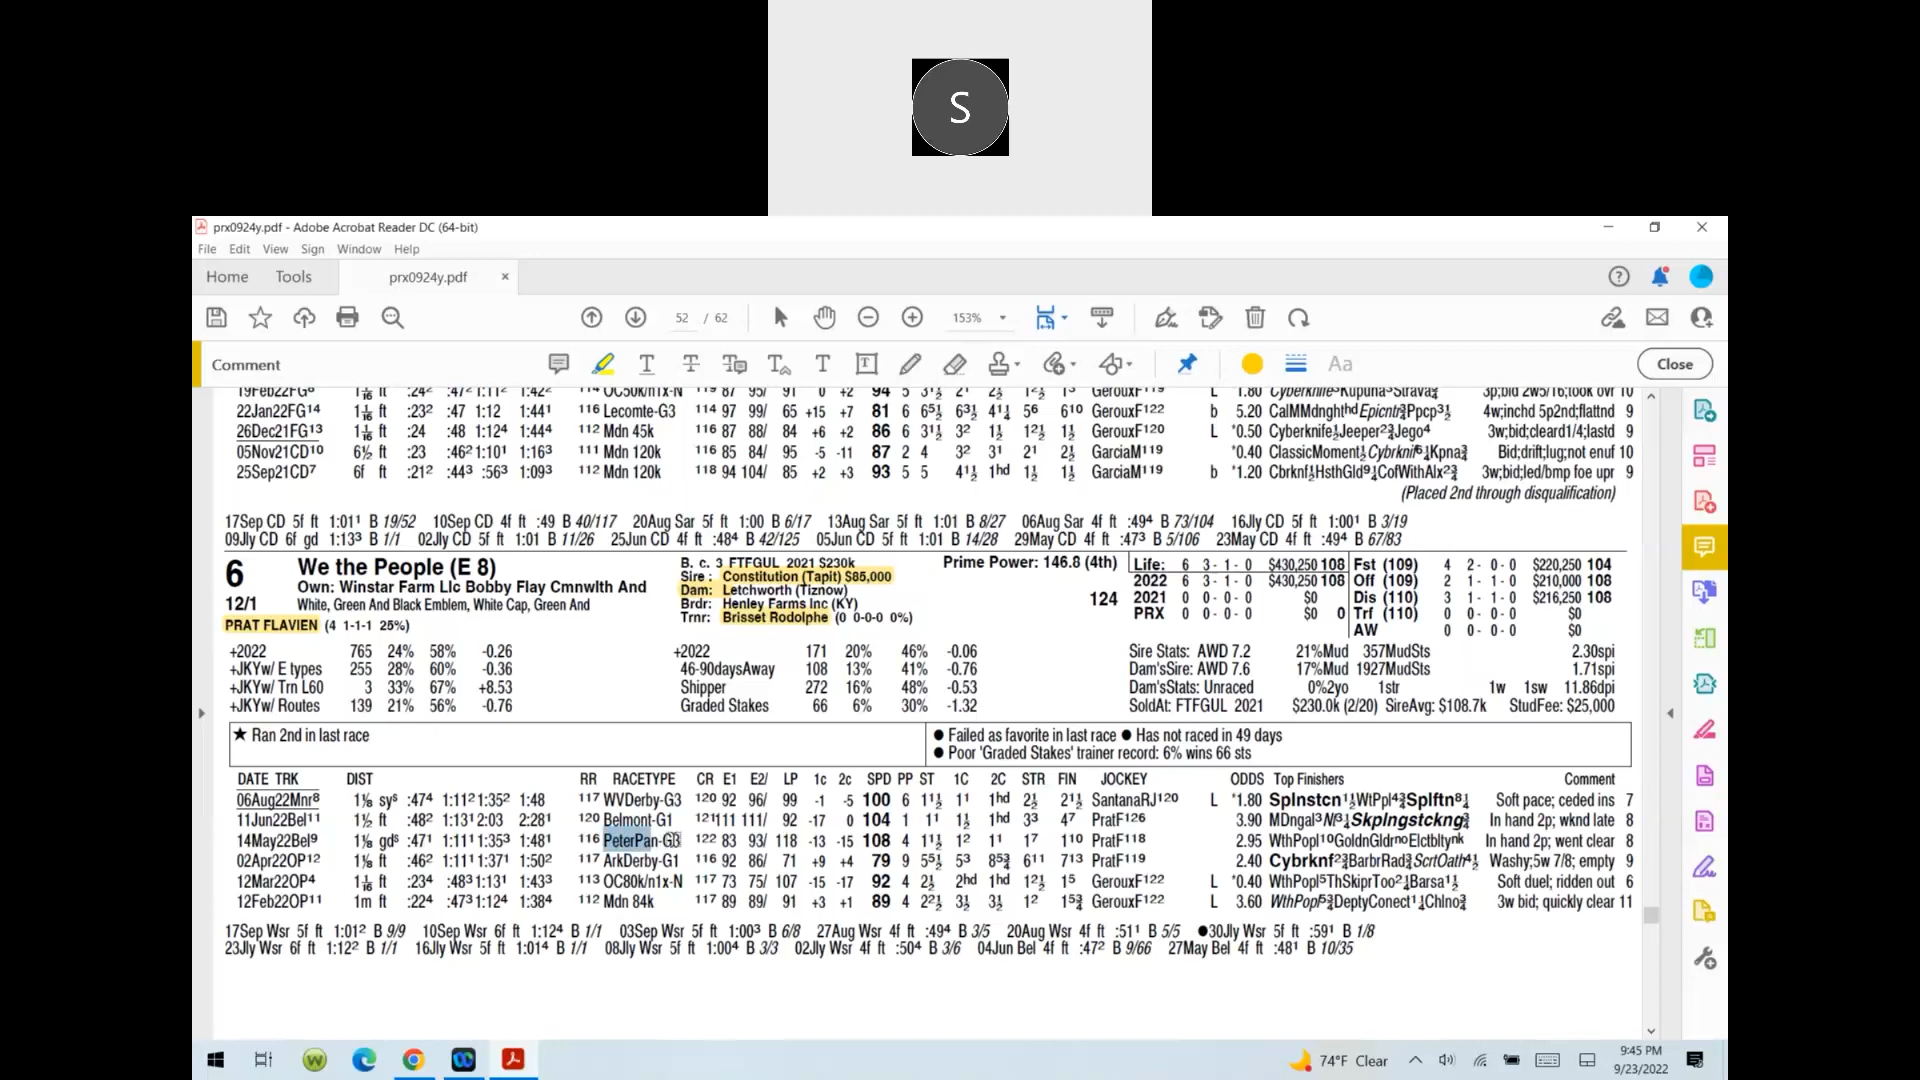 S
prx0924y.pdf - Adobe Acrobat Reader DC (64-bit)
File Edit View Sign Window Help
Home Tools prx0924y.pdf ×
52 / 62 153%
Comment Aa Close
22Jan22FG14 1 1/16 ft :232 :47 1:12 1:441 116 Lecomte-G3 114 97 99/ 65 +15 +7 81 6 65½ 63½ 41¼ 56 610 GerouxF122 b 5.20 CalMMdnghthd Epicntr¾Ppcp3½ 4w;inchd 5p2nd;flattnd 9
26Dec21FG13 1 1/16 ft :24 :48 1:124 1:444 112 Mdn 45k 116 87 88/ 84 +6 +2 86 6 31½ 32 1½ 12½ 1½ GerouxF120 L *0.50 Cyberknife½Jeeper2¾Jego4 3w;bid;cleard1/4;lastd 9
05Nov21CD10 6½ ft :23 :462 1:101 1:163 111 Mdn 120k 116 85 84/ 95 -5 -11 87 2 4 32 31 21 2½ GarciaM119 *0.40 ClassicMoment½Cybrknif6¼Kpna¾ Bid;drift;lug;not enuf 10
25Sep21CD7 6f ft :212 :443 :563 1:093 112 Mdn 120k 118 94 104/ 85 +2 +3 93 5 5 41½ 1hd 1½ 1½ GarciaM119 b *1.20 Cbrknf½HsthGld9¼CofWithAlx2¾ 3w;bid;led/bmp foe upr 9
(Placed 2nd through disqualification)
17Sep CD 5f ft 1:011 B 19/52 10Sep CD 4f ft :49 B 40/117 20Aug Sar 5f ft 1:00 B 6/17 13Aug Sar 5f ft 1:01 B 8/27 06Aug Sar 4f ft :494 B 73/104 16Jly CD 5f ft 1:001 B 3/19
09Jly CD 6f gd 1:133 B 1/1 02Jly CD 5f ft 1:01 B 11/26 25Jun CD 4f ft :484 B 42/125 05Jun CD 5f ft 1:01 B 14/28 29May CD 4f ft :473 B 5/106 23May CD 4f ft :494 B 67/83
6 We the People (E 8)
Own: Winstar Farm Llc Bobby Flay Cmnwlth And
12/1 White, Green And Black Emblem, White Cap, Green And
PRAT FLAVIEN (4 1-1-1 25%)
B. c. 3 FTFGUL 2021 $230k
Sire : Constitution (Tapit) $85,000
Dam: Letchworth (Tiznow)
Brdr: Henley Farms Inc (KY)
Trnr: Brisset Rodolphe (0 0-0-0 0%)
Prime Power: 146.8 (4th)
124
Life: 6 3 - 1 - 0 $430,250 108 Fst (109) 4 2 - 0 - 0 $220,250 104
2022 6 3 - 1 - 0 $430,250 108 Off (109) 2 1 - 1 - 0 $210,000 108
2021 0 0 - 0 - 0 $0 Dis (110) 3 1 - 1 - 0 $216,250 108
PRX 0 0 - 0 - 0 $0 0 Trf (110) 0 0 - 0 - 0 $0
AW 0 0 - 0 - 0 $0
+2022 765 24% 58% -0.26 +2022 171 20% 46% -0.06 Sire Stats: AWD 7.2 21%Mud 357MudSts 2.30spi
+JKYw/ E types 255 28% 60% -0.36 46-90daysAway 108 13% 41% -0.76 Dam'sSire: AWD 7.6 17%Mud 1927MudSts 1.71spi
+JKYw/ Trn L60 3 33% 67% +8.53 Shipper 272 16% 48% -0.53 Dam'sStats: Unraced 0%2yo 1str 1w 1sw 11.86dpi
+JKYw/ Routes 139 21% 56% -0.76 Graded Stakes 66 6% 30% -1.32 SoldAt: FTFGUL 2021 $230.0k (2/20) SireAvg: $108.7k StudFee: $25,000
★ Ran 2nd in last race ● Failed as favorite in last race ● Has not raced in 49 days
● Poor 'Graded Stakes' trainer record: 6% wins 66 sts
DATE TRK DIST RR RACETYPE CR E1 E2/ LP 1c 2c SPD PP ST 1C 2C STR FIN JOCKEY ODDS Top Finishers Comment
06Aug22Mnr8 1⅛ sys :474 1:112 1:352 1:48 117 WVDerby-G3 120 92 96/ 99 -1 -5 100 6 11½ 11 1hd 2½ 21½ SantanaRJ120 L *1.80 SpInstcn1½WtPpl4¾Splftn8¼ Soft pace; ceded ins 7
11Jun22Bel11 1½ ft :482 1:131 2:03 2:281 120 Belmont-G1 121 111 111/ 92 -17 0 104 1 11 1½ 1hd 33 47 PratF126 3.90 MDngal3Nl¾Skpingstckng¾ In hand 2p; wknd late 8
14May22Bel9 1⅛ gds :471 1:111 1:353 1:481 116 PeterPan-G3 122 83 93/ 118 -13 -15 108 4 11½ 12 11 17 110 PratF118 2.95 WthPopl10GoldnGldrnoElctbltynk In hand 2p; went clear 8
02Apr22OP12 1⅛ ft :462 1:111 1:371 1:502 117 ArkDerby-G1 116 92 86/ 71 +9 +4 79 9 55½ 53 85¾ 611 713 PratF119 2.40 Cybrknf2¾BarbrRad¾ScrtOath4½ Washy;5w 7/8; empty 9
12Mar22OP4 1 1/16 ft :234 :483 1:131 1:433 113 OC80k/n1x-N 117 73 75/ 107 -15 -17 92 4 2½ 2hd 1hd 12½ 15 GerouxF122 L *0.40 WthPopl5ThSkiprToo2¼Barsa1½ Soft duel; ridden out 6
12Feb22OP11 1m ft :224 :473 1:124 1:384 112 Mdn 84k 117 89 89/ 91 +3 +1 89 4 22½ 3½ 3½ 12 15¾ GerouxF122 L 3.60 WthPopl5¾DeptyConect1¼Chlno¾ 3w bid; quickly clear 11
17Sep Wsr 5f ft 1:012 B 9/9 10Sep Wsr 6f ft 1:124 B 1/1 03Sep Wsr 5f ft 1:003 B 6/8 27Aug Wsr 4f ft :494 B 3/5 20Aug Wsr 4f ft :511 B 5/5 ●30Jly Wsr 5f ft :591 B 1/8
23Jly Wsr 6f ft 1:122 B 1/1 16Jly Wsr 5f ft 1:014 B 1/1 08Jly Wsr 5f ft 1:004 B 3/3 02Jly Wsr 4f ft :504 B 3/6 04Jun Bel 4f ft :472 B 9/66 27May Bel 4f ft :481 B 10/35
74°F Clear
9:45 PM
9/23/2022